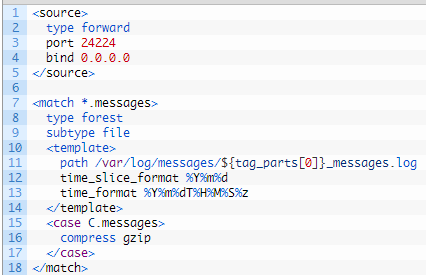 1 <source>
2   type forward
3   port 24224
4   bind 0.0.0.0
5 </source>
6
7 <match *.messages>
8   type forest
9   subtype file
10   <template>
11     path /var/log/messages/${tag_parts[0]}_messages.log
12     time_slice_format %Y%m%d
13     time_format %Y%m%dT%H%M%S%z
14   </template>
15   <case C.messages>
16     compress gzip
17   </case>
18 </match>